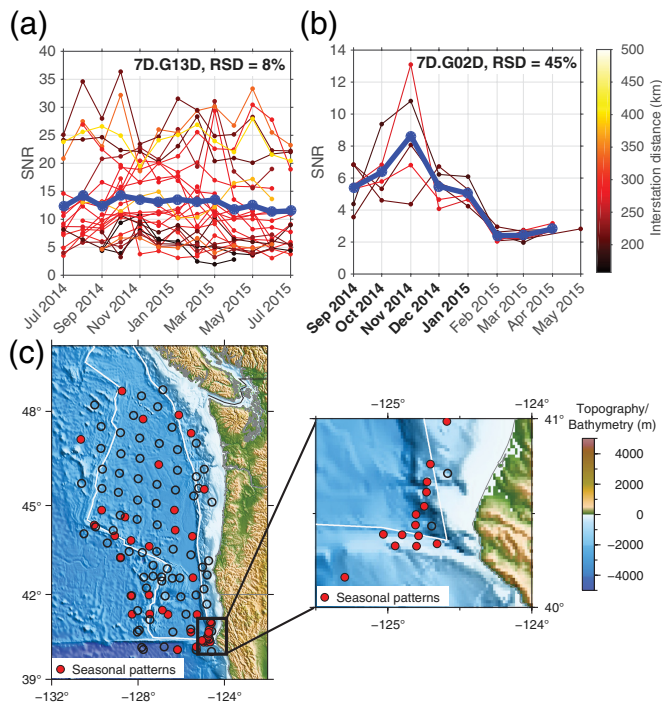 (a)
7D.G13D, RSD = 8%
SNR
40
35
30
25
20
15
10
5
0
Jul 2014
Sep 2014
Nov 2014
Jan 2015
Mar 2015
May 2015
Jul 2015
(b)
7D.G02D, RSD = 45%
SNR
14
12
10
8
6
4
2
0
Sep 2014
Oct 2014
Nov 2014
Dec 2014
Jan 2015
Feb 2015
Mar 2015
Apr 2015
May 2015
500
450
400
350
300
250
200
Interstation distance (km)
(c)
48°
45°
42°
39°
−132°
−128°
−124°
Seasonal patterns
−125°
−124°
41°
40°
−125°
−124°
Seasonal patterns
Topography/
Bathymetry (m)
4000
2000
0
−2000
−4000